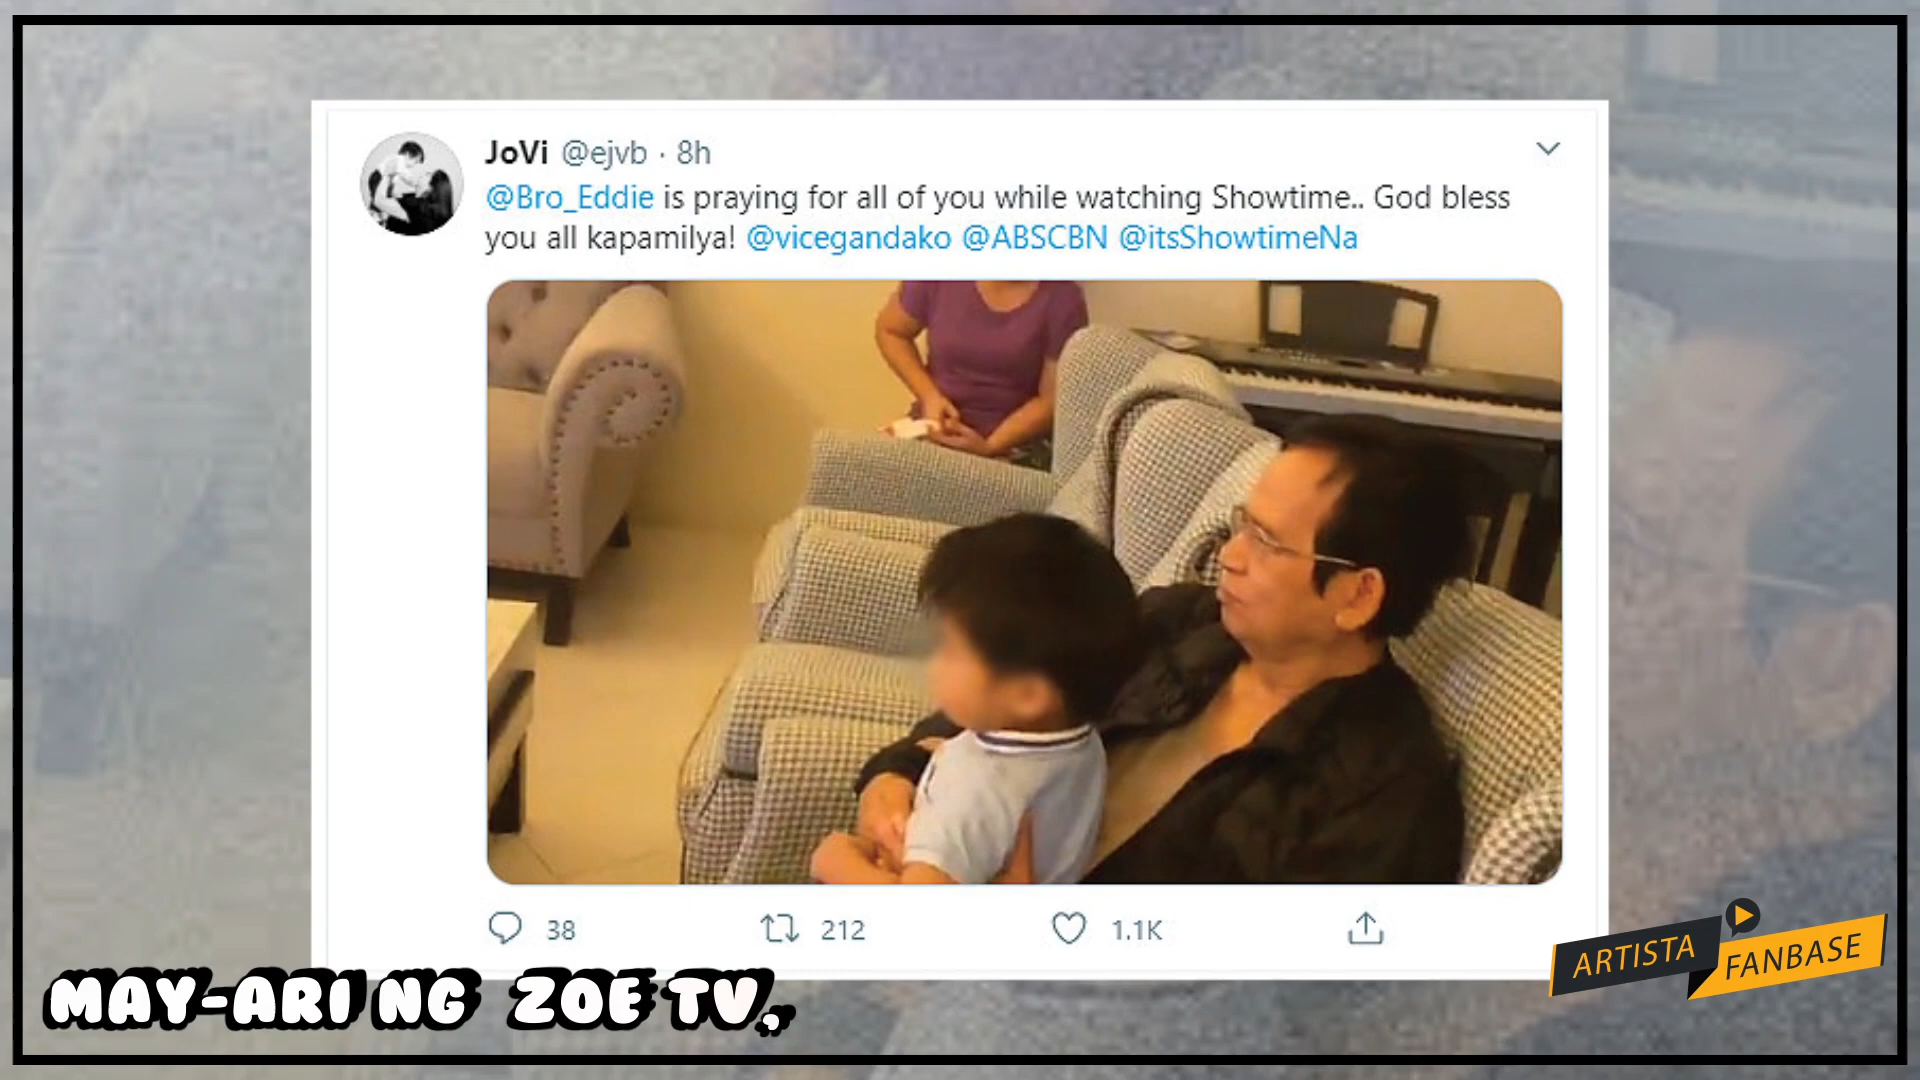 JoVi @ejvb · 8h
@Bro_Eddie is praying for all of you while watching Showtime.. God bless
you all kapamilya! @vicegandako @ABSCBN @itsShowtimeNa
38 212 1.1K
ARTISTA
FANBASE
MAY-ARI NG ZOE TV,